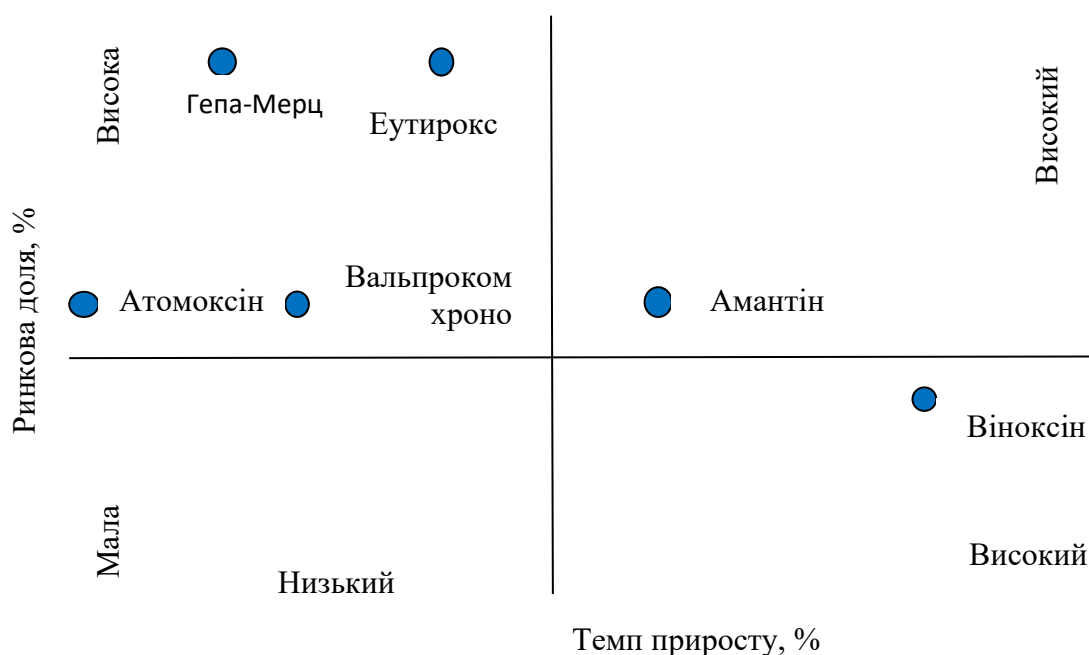 Висока
Гепа-Мерц
Еутирокс
Високий
Ринкова доля, %
Атомоксін
Вальпроком
хроно
Амантін
Віноксін
Мала
Низький
Високий
Темп приросту, %